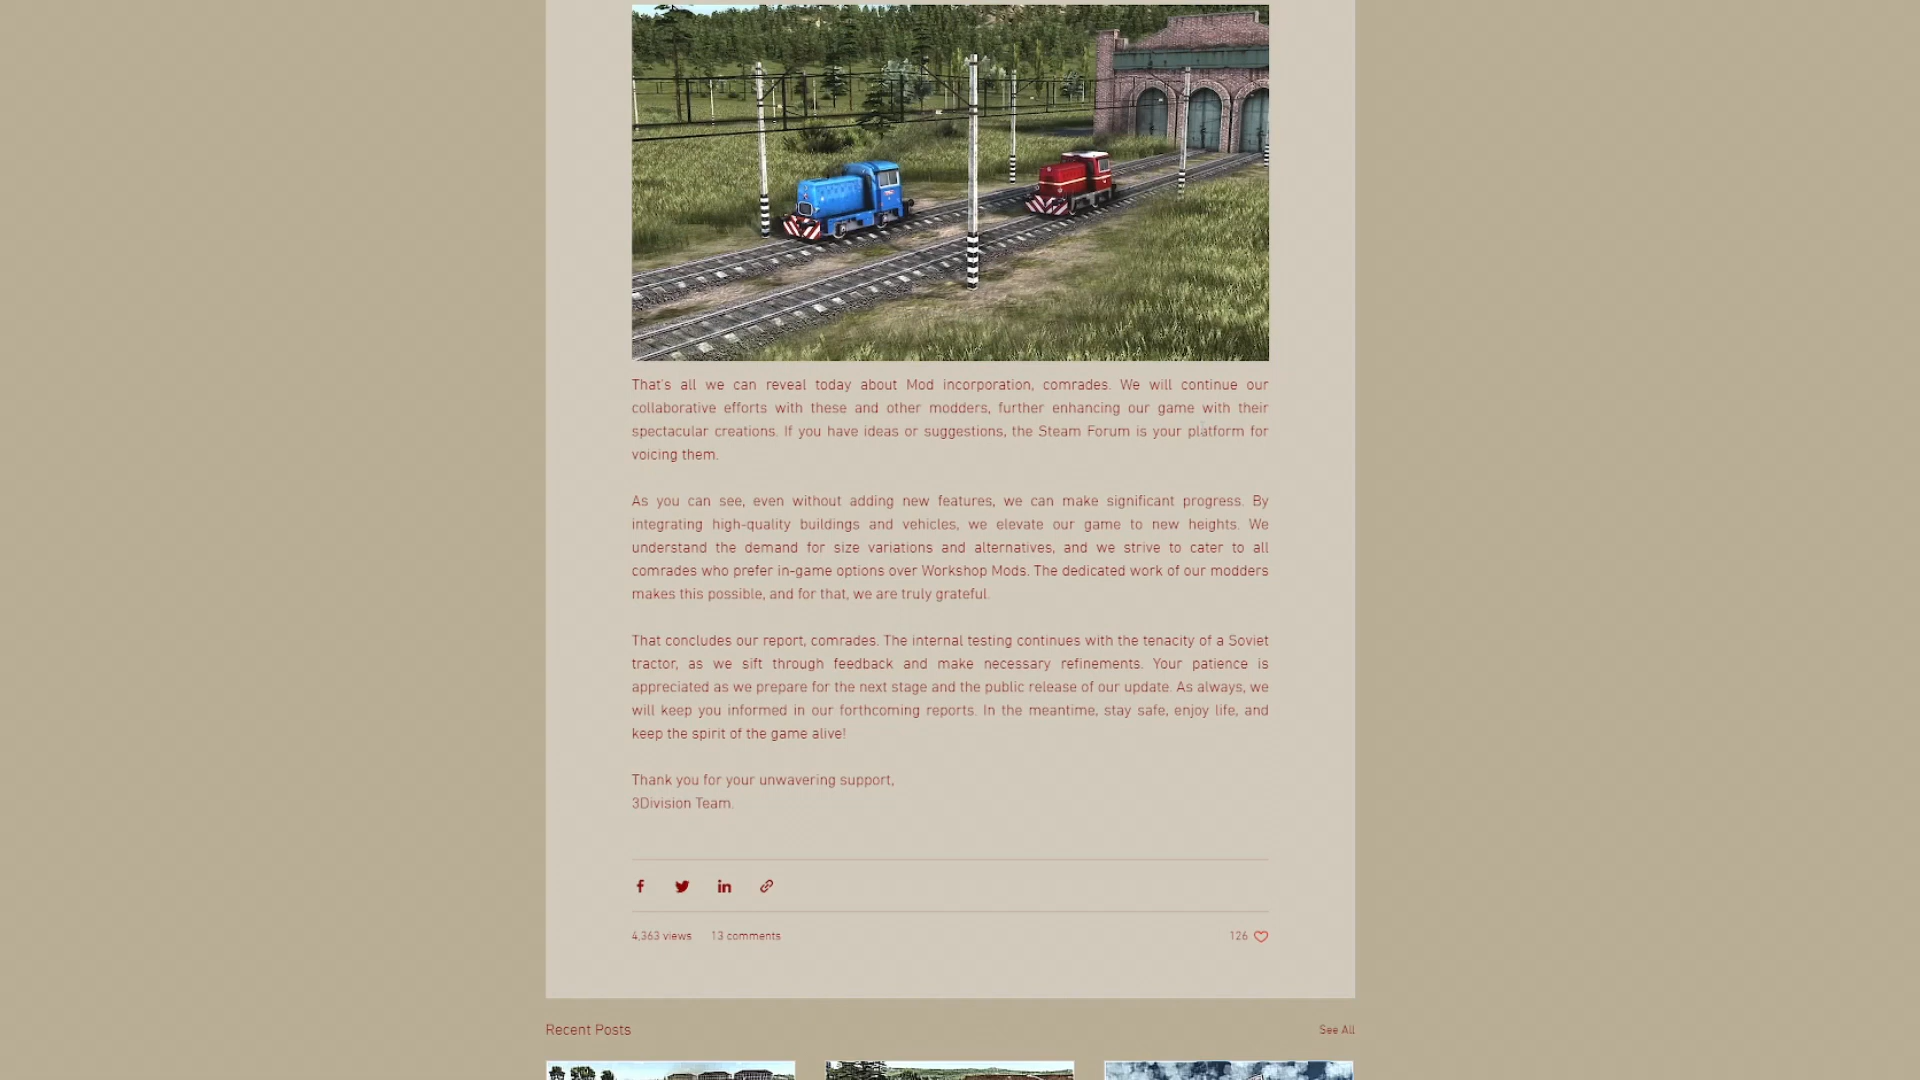 That's all we can reveal today about Mod incorporation, comrades. We will continue our
collaborative efforts with these and other modders, further enhancing our game with their
spectacular creations. If you have ideas or suggestions, the Steam Forum is your platform for
voicing them.
As you can see, even without adding new features, we can make significant progress. By
integrating high-quality buildings and vehicles, we elevate our game to new heights. We
understand the demand for size variations and alternatives, and we strive to cater to all
comrades who prefer in-game options over Workshop Mods. The dedicated work of our modders
makes this possible, and for that, we are truly grateful.
That concludes our report, comrades. The internal testing continues with the tenacity of a Soviet
tractor, as we sift through feedback and make necessary refinements. Your patience is
appreciated as we prepare for the next stage and the public release of our update. As always, we
will keep you informed in our forthcoming reports. In the meantime, stay safe, enjoy life, and
keep the spirit of the game alive!
Thank you for your unwavering support,
3Division Team.
4,363 views 13 comments 126
Recent Posts See All